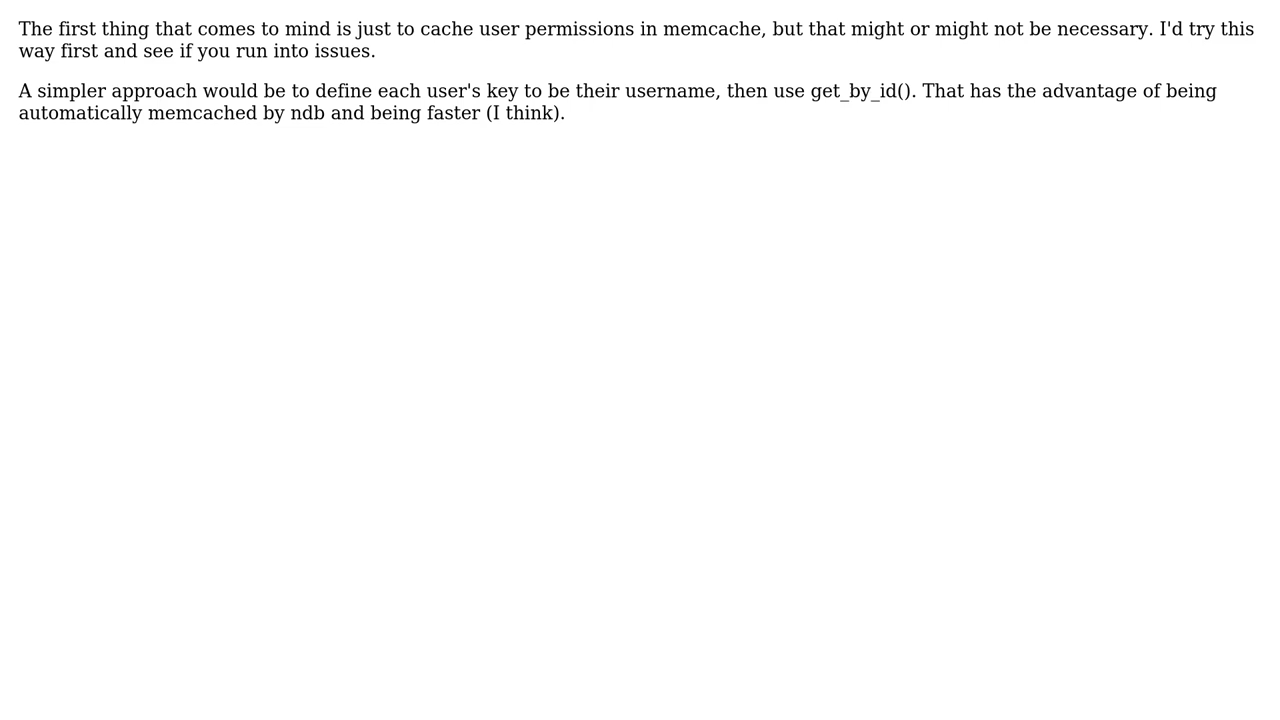 The first thing that comes to mind is just to cache user permissions in memcache, but that might or might not be necessary. I'd try this
way first and see if you run into issues.
A simpler approach would be to define each user's key to be their username, then use get_by_id(). That has the advantage of being
automatically memcached by ndb and being faster (I think).